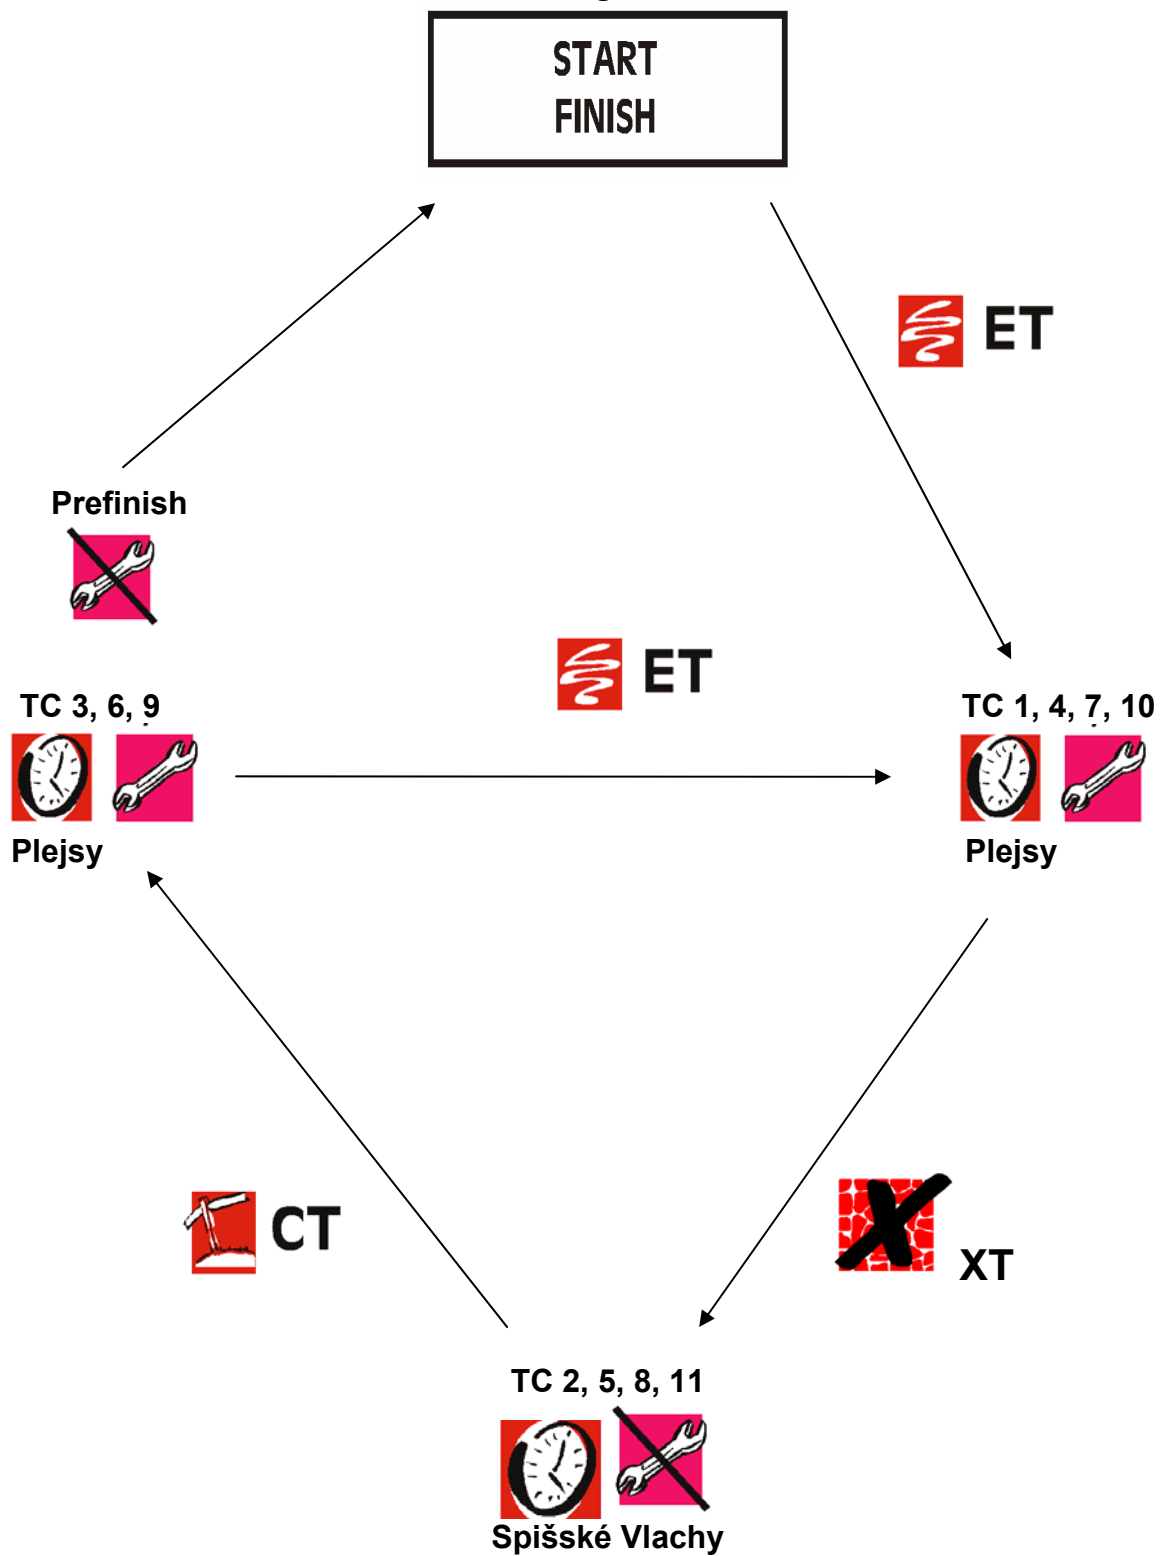 START
FINISH
ET
Prefinish
ET
TC 3, 6, 9
TC 1, 4, 7, 10
Plejsy
Plejsy
CT
XT
TC 2, 5, 8, 11
Spišské Vlachy